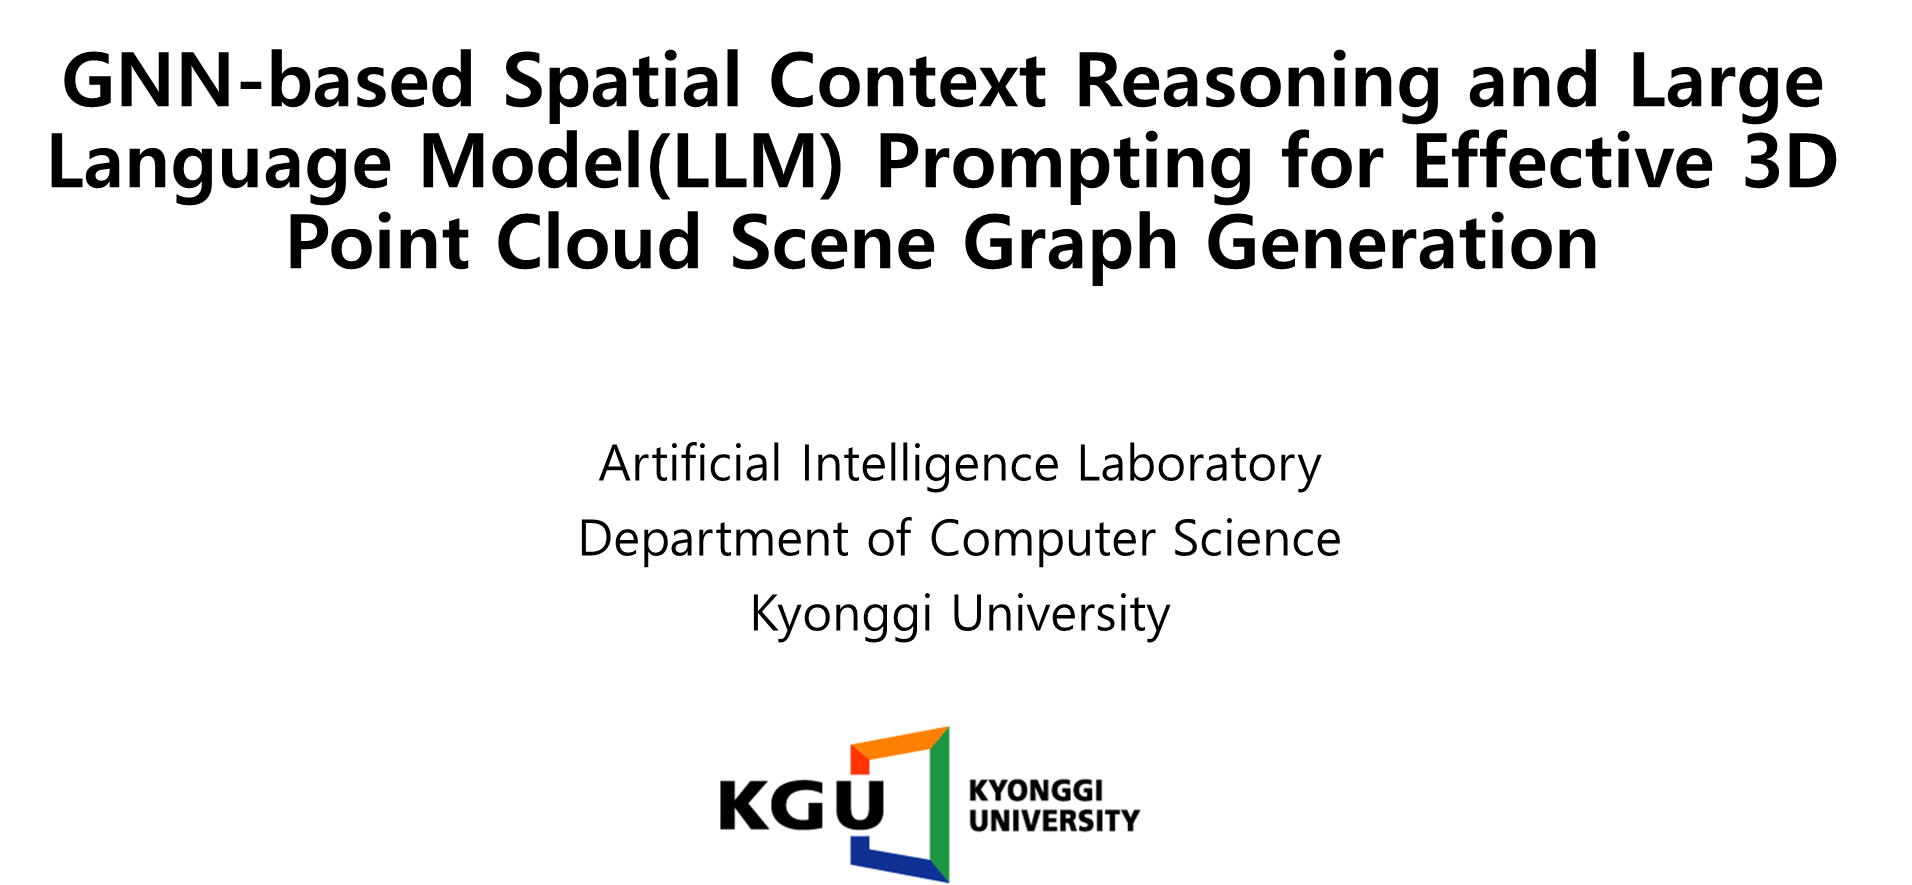 GNN-based Spatial Context Reasoning and Large
Language Model(LLM) Prompting for Effective 3D
Point Cloud Scene Graph Generation
Artificial Intelligence Laboratory
Department of Computer Science
Kyonggi University
KGU
KYONGGI
UNIVERSITY